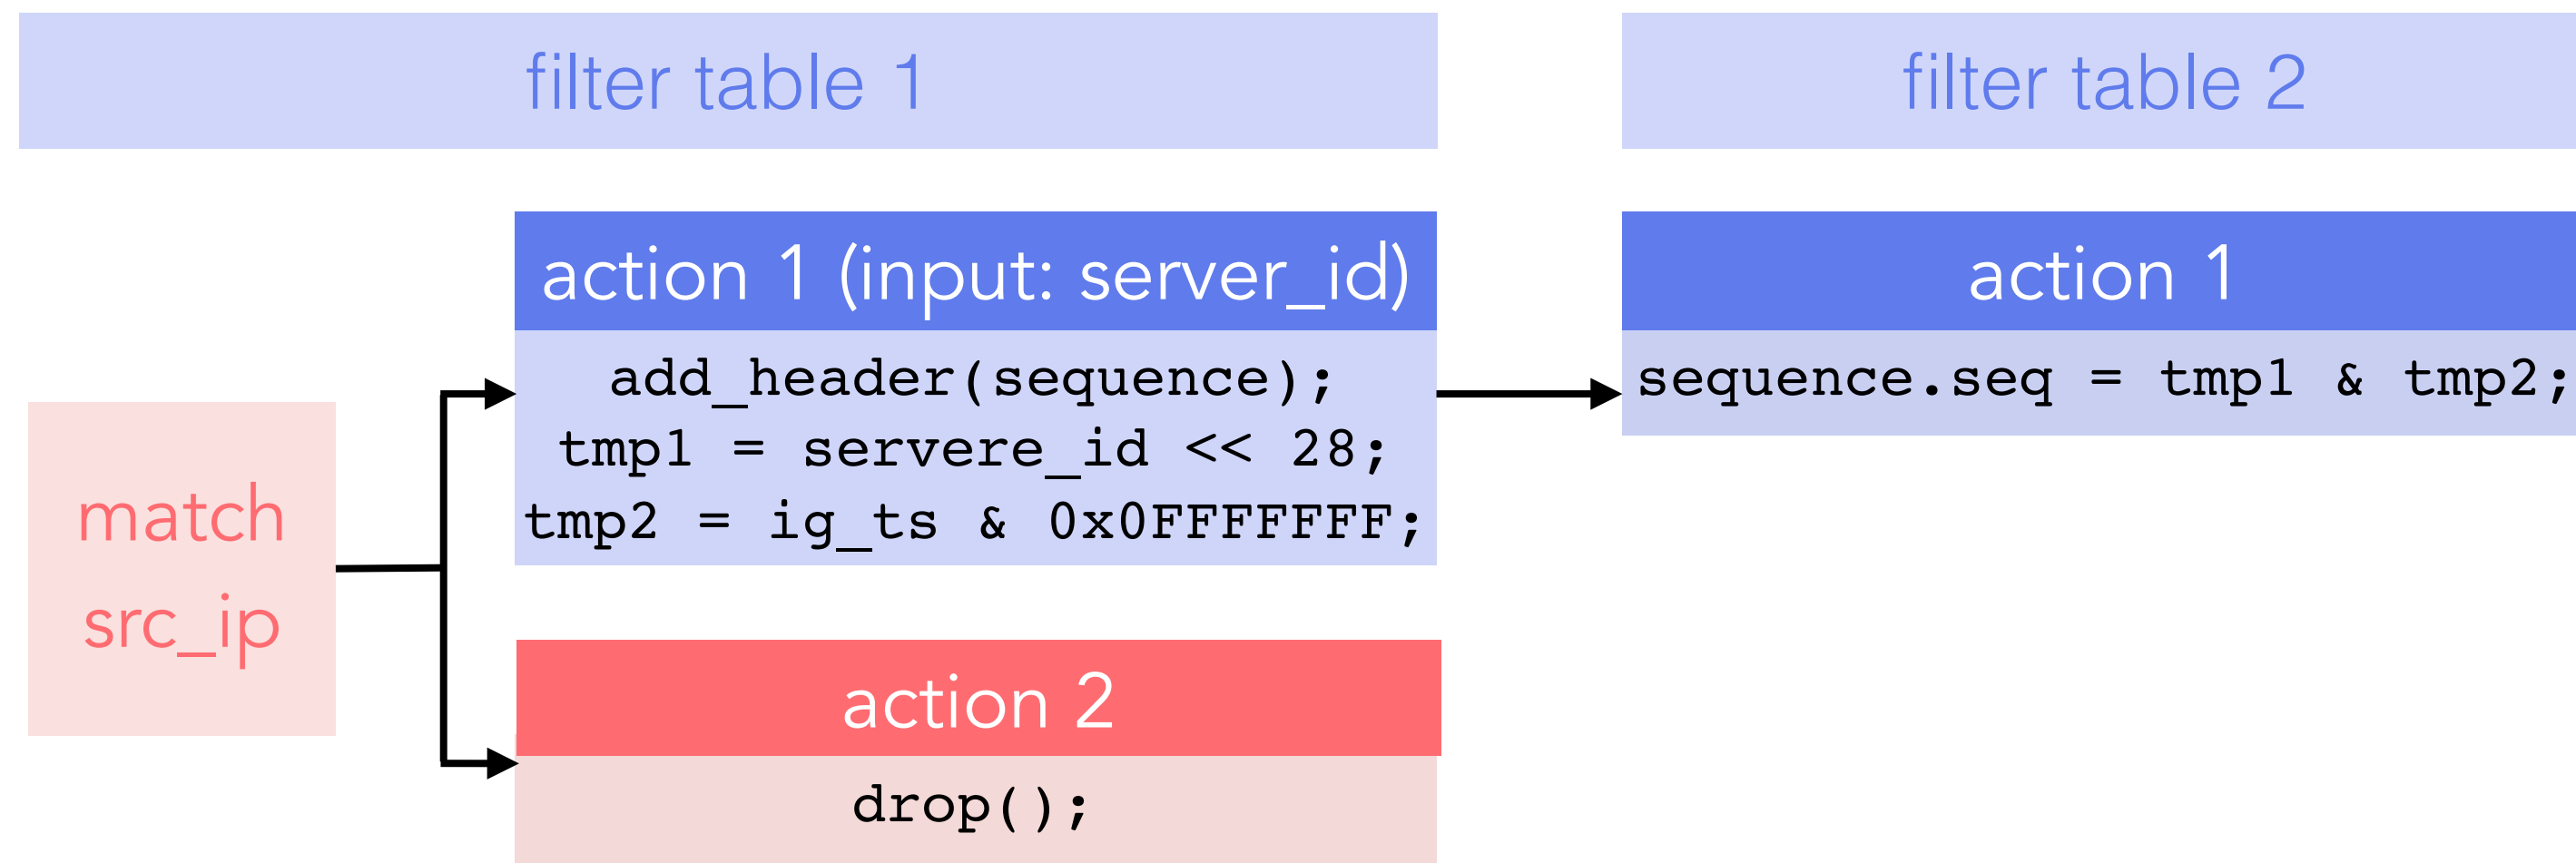 filter table 1
filter table 2
match
src_ip
action 1 (input: server_id)
add_header(sequence);
tmp1 = servere_id << 28;
tmp2 = ig_ts & 0x0FFFFFFF;
action 2
drop();
action 1
sequence.seq = tmp1 & tmp2;